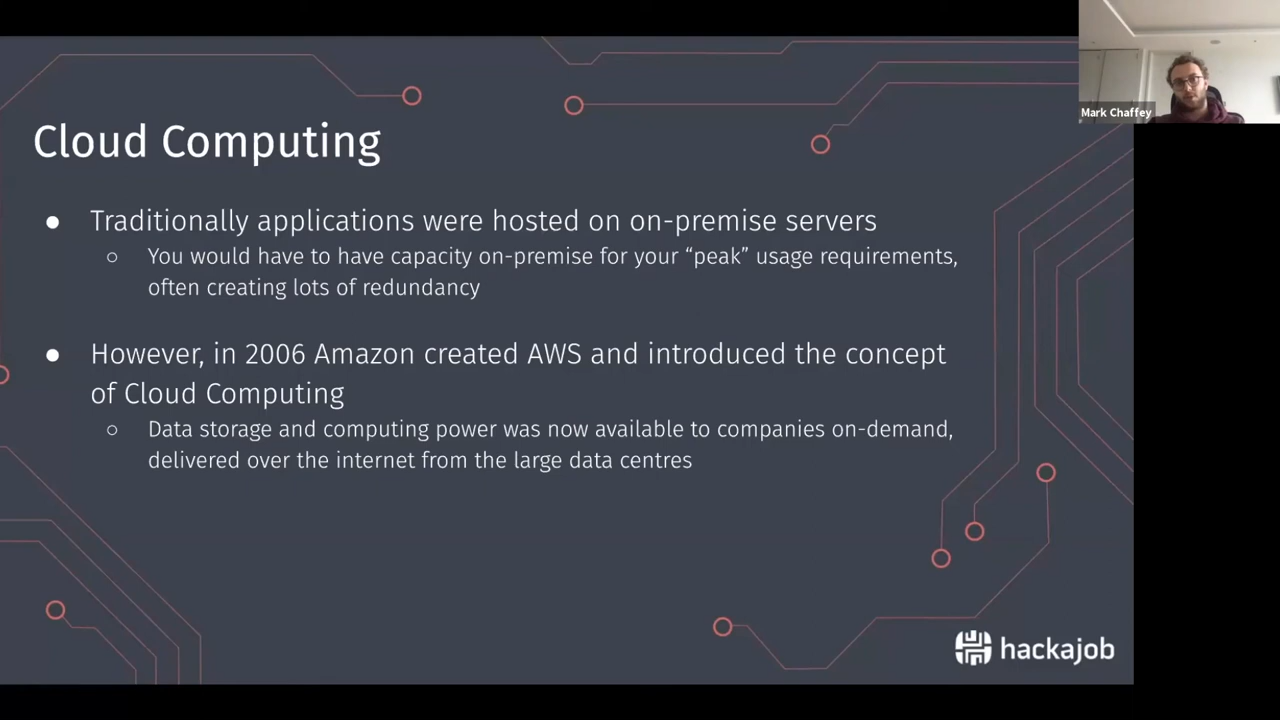 Mark Chaffey
Cloud Computing
● Traditionally applications were hosted on on-premise servers
○ You would have to have capacity on-premise for your “peak” usage requirements,
often creating lots of redundancy
● However, in 2006 Amazon created AWS and introduced the concept
of Cloud Computing
○ Data storage and computing power was now available to companies on-demand,
delivered over the internet from the large data centres
hackajob